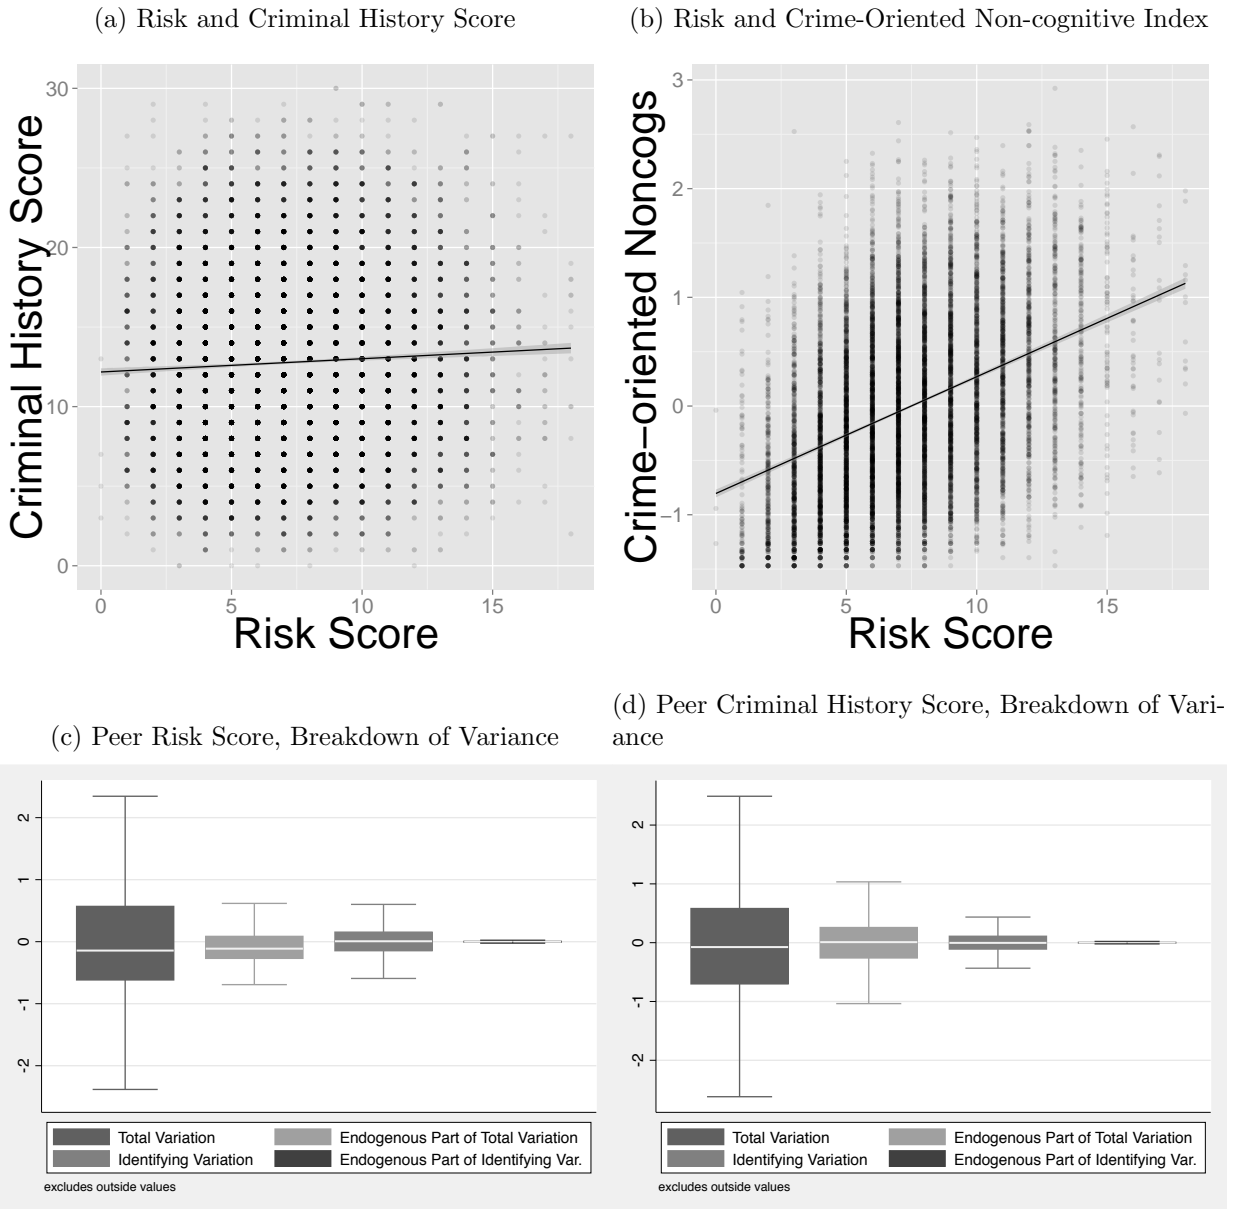 (a) Risk and Criminal History Score
(b) Risk and Crime-Oriented Non-cognitive Index
Criminal History Score
30
20
10
0
0 5 10 15
Risk Score
Crime−oriented Noncogs
3
2
1
0
−1
0 5 10 15
Risk Score
(c) Peer Risk Score, Breakdown of Variance
(d) Peer Criminal History Score, Breakdown of Vari-
ance
2
1
0
-1
-2
Total Variation
Endogenous Part of Total Variation
Identifying Variation
Endogenous Part of Identifying Var.
excludes outside values
2
1
0
-1
-2
Total Variation
Endogenous Part of Total Variation
Identifying Variation
Endogenous Part of Identifying Var.
excludes outside values